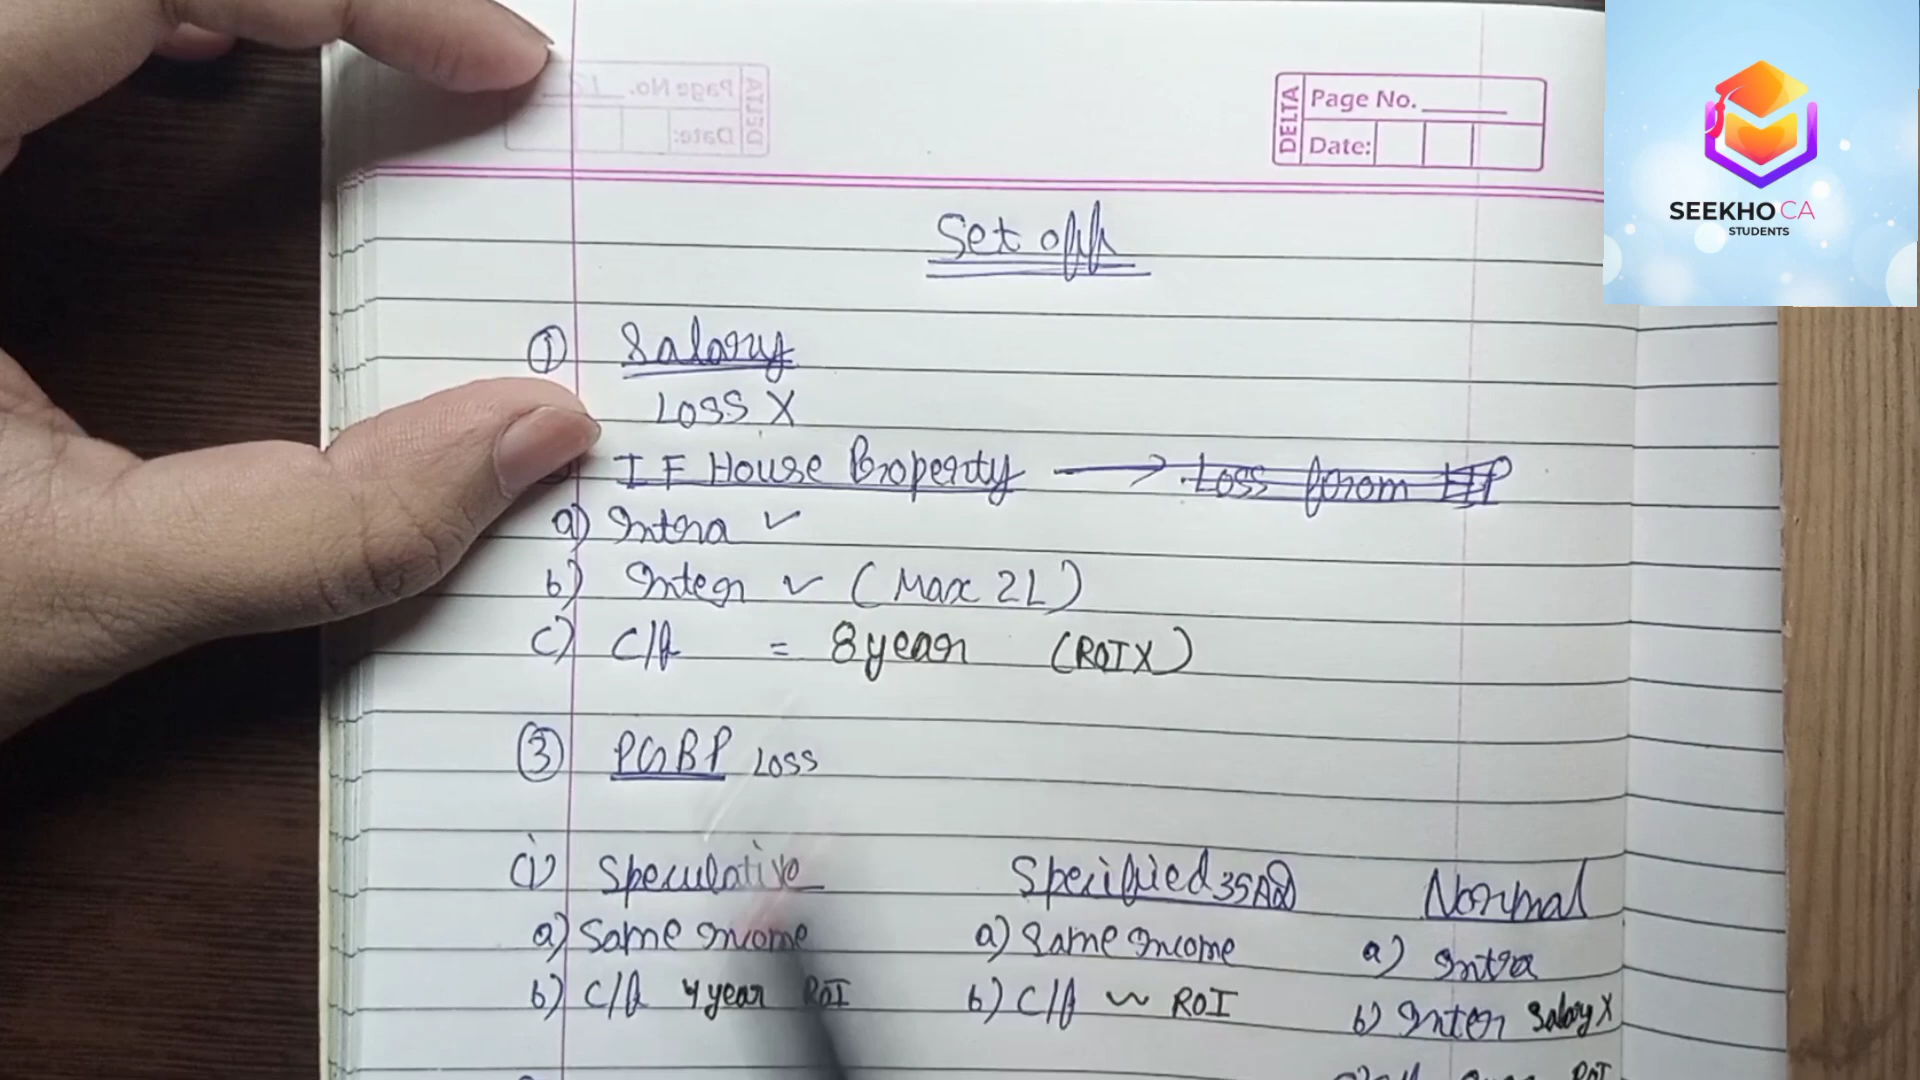 DELTA Page No.
Date:
SEEKHO CA
STUDENTS
Set off
① Salary
Loss X
I F House Property → Loss from HP
a) Intra ✓
b) Inter ✓ (Max 2L)
c) C/f = 8 year (ROI X)
③ PGBP Loss
(i) Speculative Specified 35AD Normal
a) Same Income a) Same Income a) Intra
b) C/f 4 year ROI b) C/f ~ ROI b) Inter Salary X
ROI